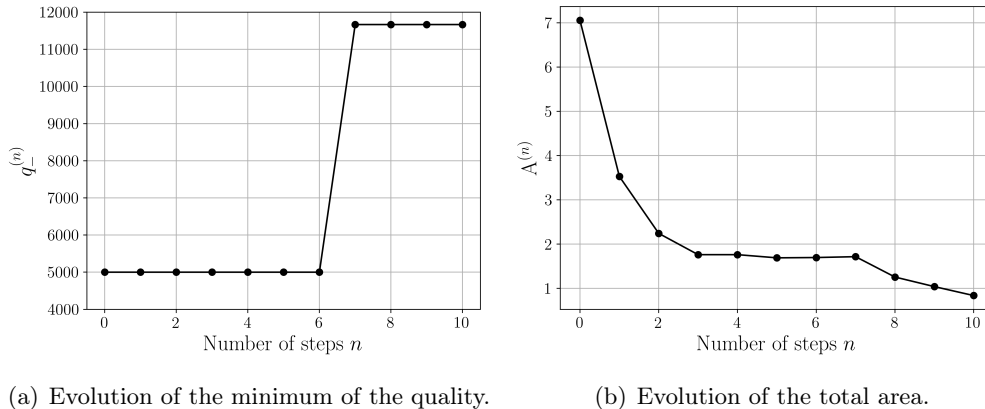 12000
11000
10000
9000
8000
7000
6000
5000
4000
q_-^{(n)}
0 2 4 6 8 10
Number of steps n
7
6
5
4
3
2
1
A^{(n)}
0 2 4 6 8 10
Number of steps n
(a) Evolution of the minimum of the quality.
(b) Evolution of the total area.